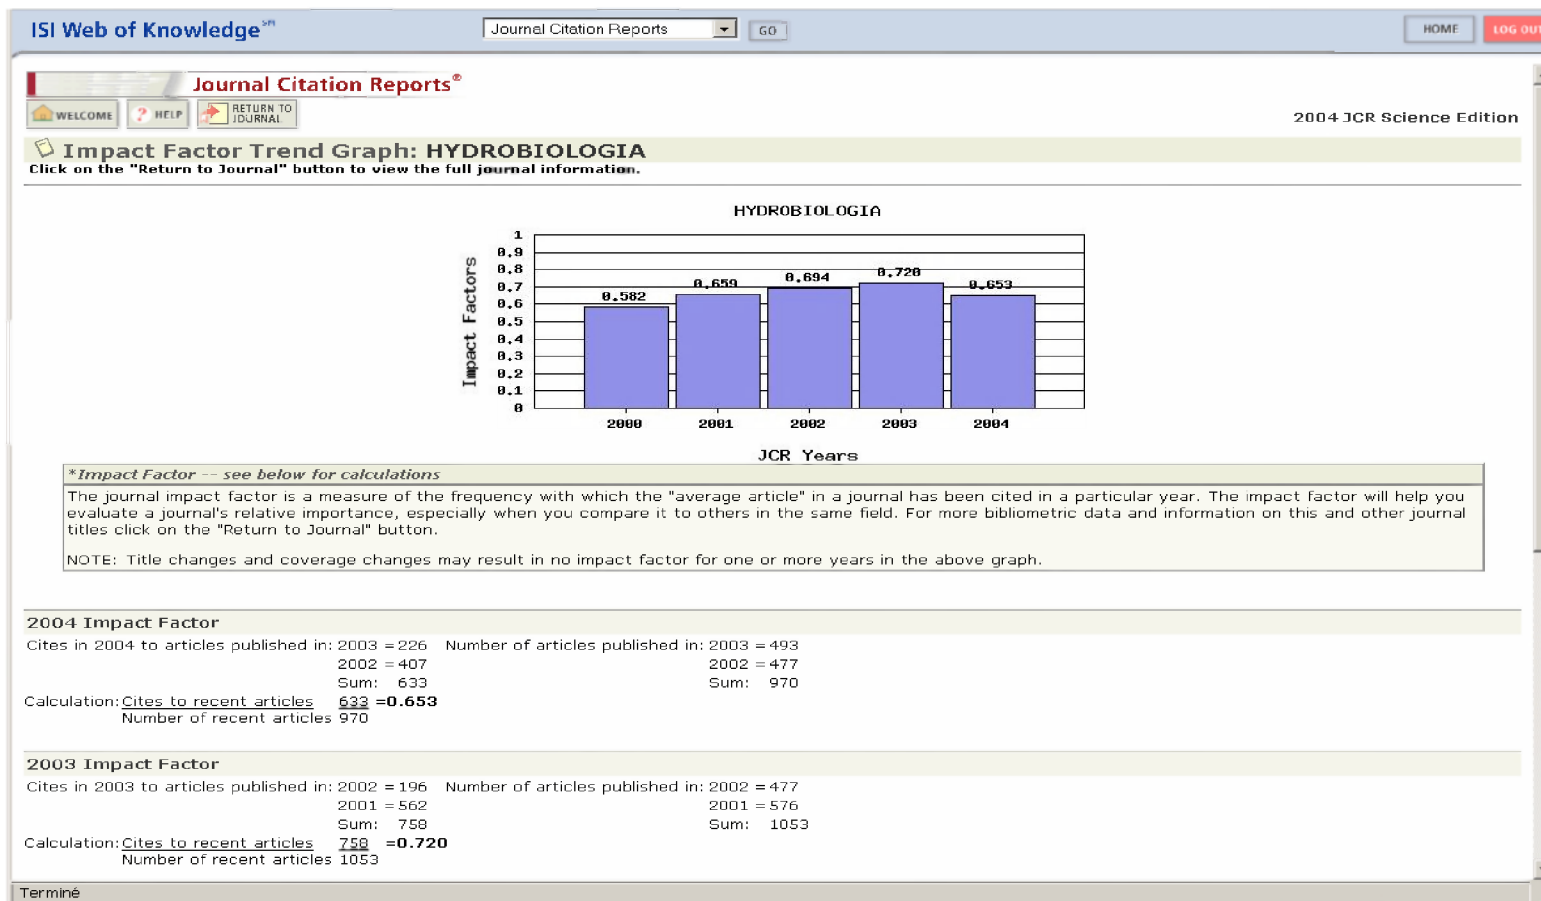 ISI Web of Knowledge℠
Journal Citation Reports
GO
HOME
LOG OUT
Journal Citation Reports®
WELCOME
? HELP
RETURN TO
JOURNAL
2004 JCR Science Edition
Impact Factor Trend Graph: HYDROBIOLOGIA
Click on the "Return to Journal" button to view the full journal information.
HYDROBIOLOGIA
Impact Factors
1
0.9
0.8
0.7
0.6
0.5
0.4
0.3
0.2
0.1
0
0.582
0.659
0.694
0.720
0.653
2000 2001 2002 2003 2004
JCR Years
*Impact Factor -- see below for calculations
The journal impact factor is a measure of the frequency with which the "average article" in a journal has been cited in a particular year. The impact factor will help you
evaluate a journal's relative importance, especially when you compare it to others in the same field. For more bibliometric data and information on this and other journal
titles click on the "Return to Journal" button.
NOTE: Title changes and coverage changes may result in no impact factor for one or more years in the above graph.
2004 Impact Factor
Cites in 2004 to articles published in: 2003 = 226 Number of articles published in: 2003 = 493
2002 = 407 2002 = 477
Sum: 633 Sum: 970
Calculation: Cites to recent articles 633 =0.653
Number of recent articles 970
2003 Impact Factor
Cites in 2003 to articles published in: 2002 = 196 Number of articles published in: 2002 = 477
2001 = 562 2001 = 576
Sum: 758 Sum: 1053
Calculation: Cites to recent articles 758 =0.720
Number of recent articles 1053
Terminé